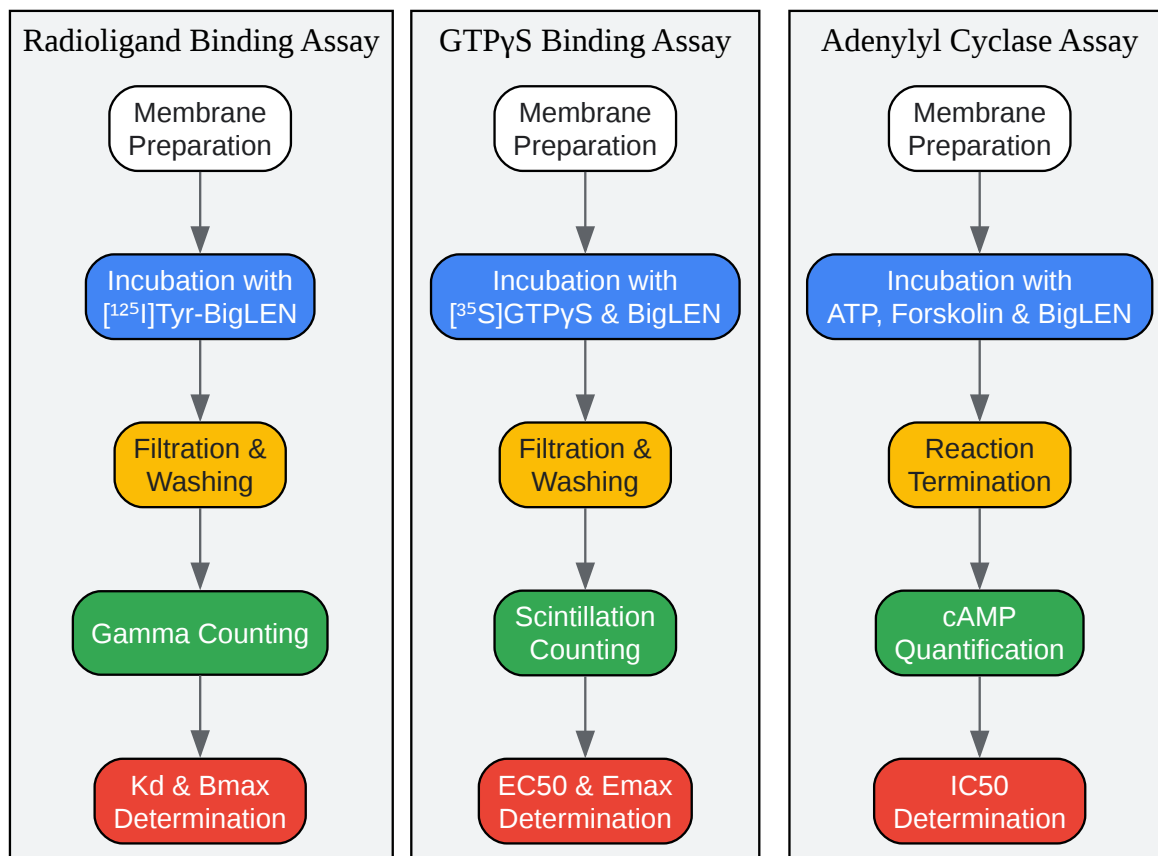 Radioligand Binding Assay
Membrane
Preparation
Incubation with
[¹²⁵I]Tyr-BigLEN
Filtration &
Washing
Gamma Counting
Kd & Bmax
Determination
GTPγS Binding Assay
Membrane
Preparation
Incubation with
[³⁵S]GTPγS & BigLEN
Filtration &
Washing
Scintillation
Counting
EC50 & Emax
Determination
Adenylyl Cyclase Assay
Membrane
Preparation
Incubation with
ATP, Forskolin & BigLEN
Reaction
Termination
cAMP
Quantification
IC50
Determination